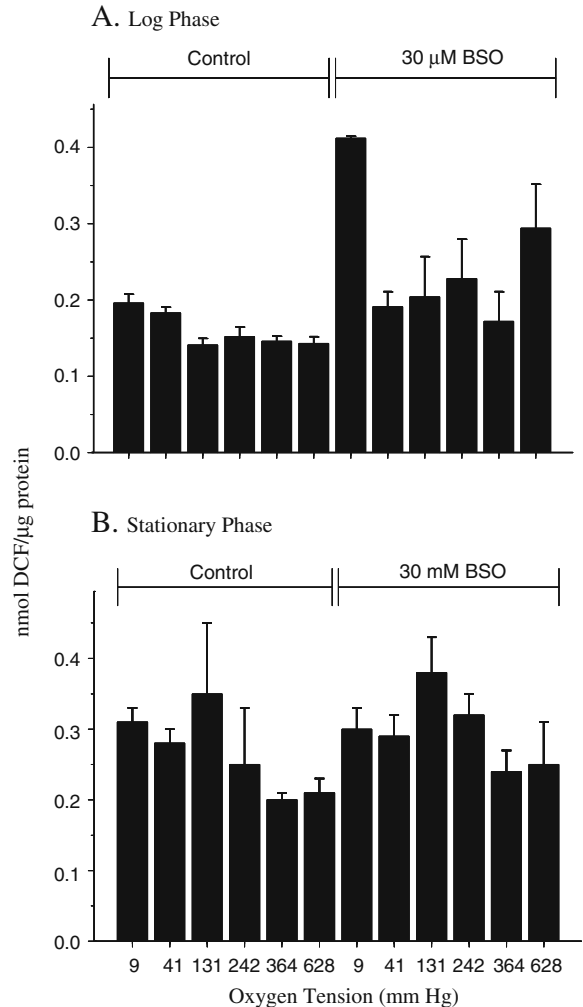 A. Log Phase
Control 30 µM BSO
0.4
0.3
0.2
0.1
0.0
nmol DCF/µg protein
B. Stationary Phase
Control 30 mM BSO
0.4
0.3
0.2
0.1
0.0
9 41 131 242 364 628 9 41 131 242 364 628
Oxygen Tension (mm Hg)